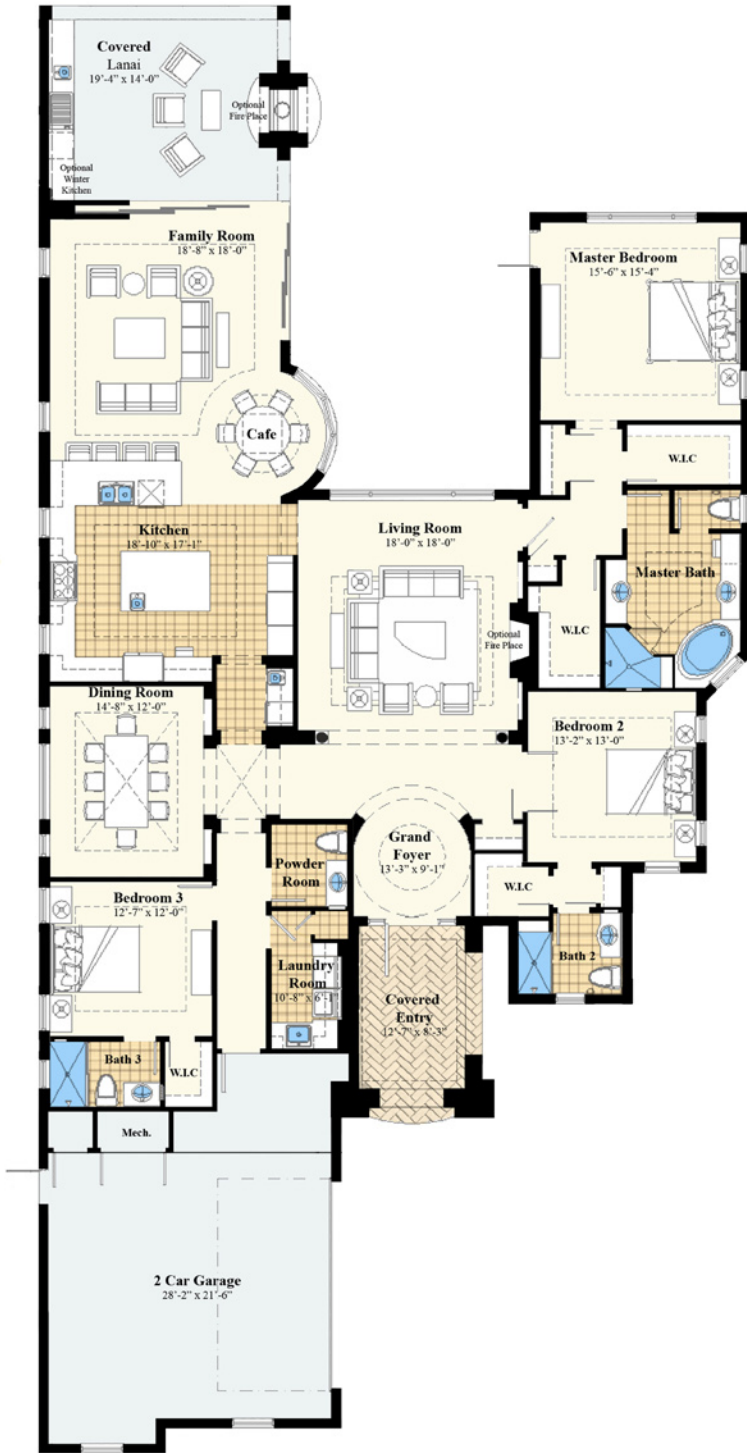 Covered
Lanai
19'-4" x 14'-0"
Optional
Fire Place
Optional
Winter
Kitchen
Family Room
18'-8" x 18'-0"
Master Bedroom
15'-6" x 15'-4"
Cafe
W.I.C
Kitchen
18'-10" x 17'-1"
Living Room
18'-0" x 18'-0"
Master Bath
W.I.C
Optional
Fire Place
Dining Room
14'-8" x 12'-0"
Bedroom 2
13'-2" x 13'-0"
Grand
Foyer
13'-3" x 9'-1"
Powder
Room
W.I.C
Bedroom 3
12'-7" x 12'-0"
Bath 2
Laundry
Room
10'-8" x 6'-1"
Covered
Entry
12'-7" x 8'-3"
Bath 3
W.I.C
Mech.
2 Car Garage
28'-2" x 21'-6"